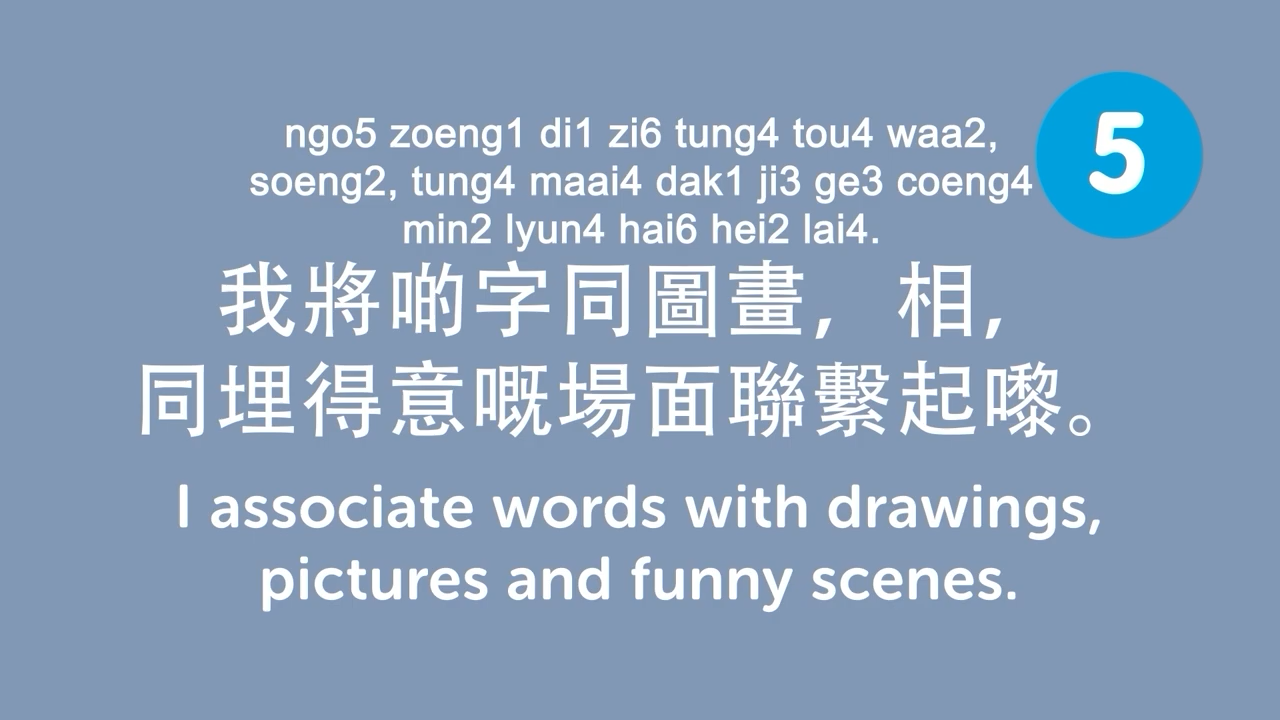 ngo5 zoeng1 di1 zi6 tung4 tou4 waa2,
soeng2, tung4 maai4 dak1 ji3 ge3 coeng4
min2 lyun4 hai6 hei2 lai4.
5
我將啲字同圖畫，相，
同埋得意嘅場面聯繫起嚟。
I associate words with drawings,
pictures and funny scenes.